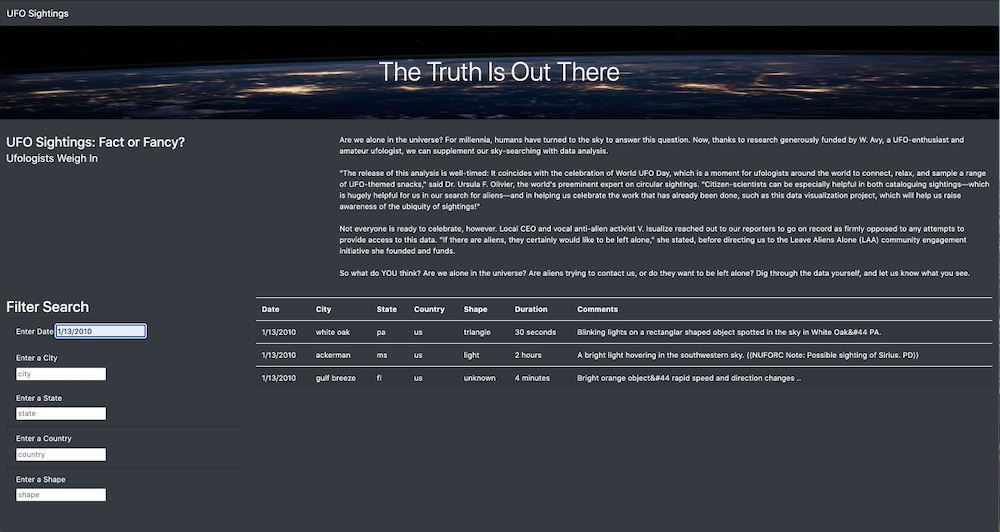 UFO Sightings
The Truth Is Out There
UFO Sightings: Fact or Fancy?
Ufologists Weigh In
Are we alone in the universe? For millennia, humans have turned to the sky to answer this question. Now, thanks to research generously funded by W. Avy, a UFO-enthusiast and
amateur ufologist, we can supplement our sky-searching with data analysis.
"The release of this analysis is well-timed: It coincides with the celebration of World UFO Day, which is a moment for ufologists around the world to connect, relax, and sample a range
of UFO-themed snacks," said Dr. Ursula F. Olivier, the world's preeminent expert on circular sightings. "Citizen-scientists can be especially helpful in both cataloguing sightings—which
is hugely helpful for us in our search for aliens—and in helping us celebrate the work that has already been done, such as this data visualization project, which will help us raise
awareness of the ubiquity of sightings!"
Not everyone is ready to celebrate, however. Local CEO and vocal anti-alien activist V. Isualize reached out to our reporters to go on record as firmly opposed to any attempts to
provide access to this data. "If there are aliens, they certainly would like to be left alone," she stated, before directing us to the Leave Aliens Alone (LAA) community engagement
initiative she founded and funds.
So what do YOU think? Are we alone in the universe? Are aliens trying to contact us, or do they want to be left alone? Dig through the data yourself, and let us know what you see.
Filter Search
Enter Date 1/13/2010
Enter a City
city
Enter a State
state
Enter a Country
country
Enter a Shape
shape
Date City State Country Shape Duration Comments
1/13/2010 white oak pa us triangle 30 seconds Blinking lights on a rectanglar shaped object spotted in the sky in White Oak&#44 PA.
1/13/2010 ackerman ms us light 2 hours A bright light hovering in the southwestern sky. ((NUFORC Note: Possible sighting of Sirius. PD))
1/13/2010 gulf breeze fl us unknown 4 minutes Bright orange object&#44 rapid speed and direction changes ..